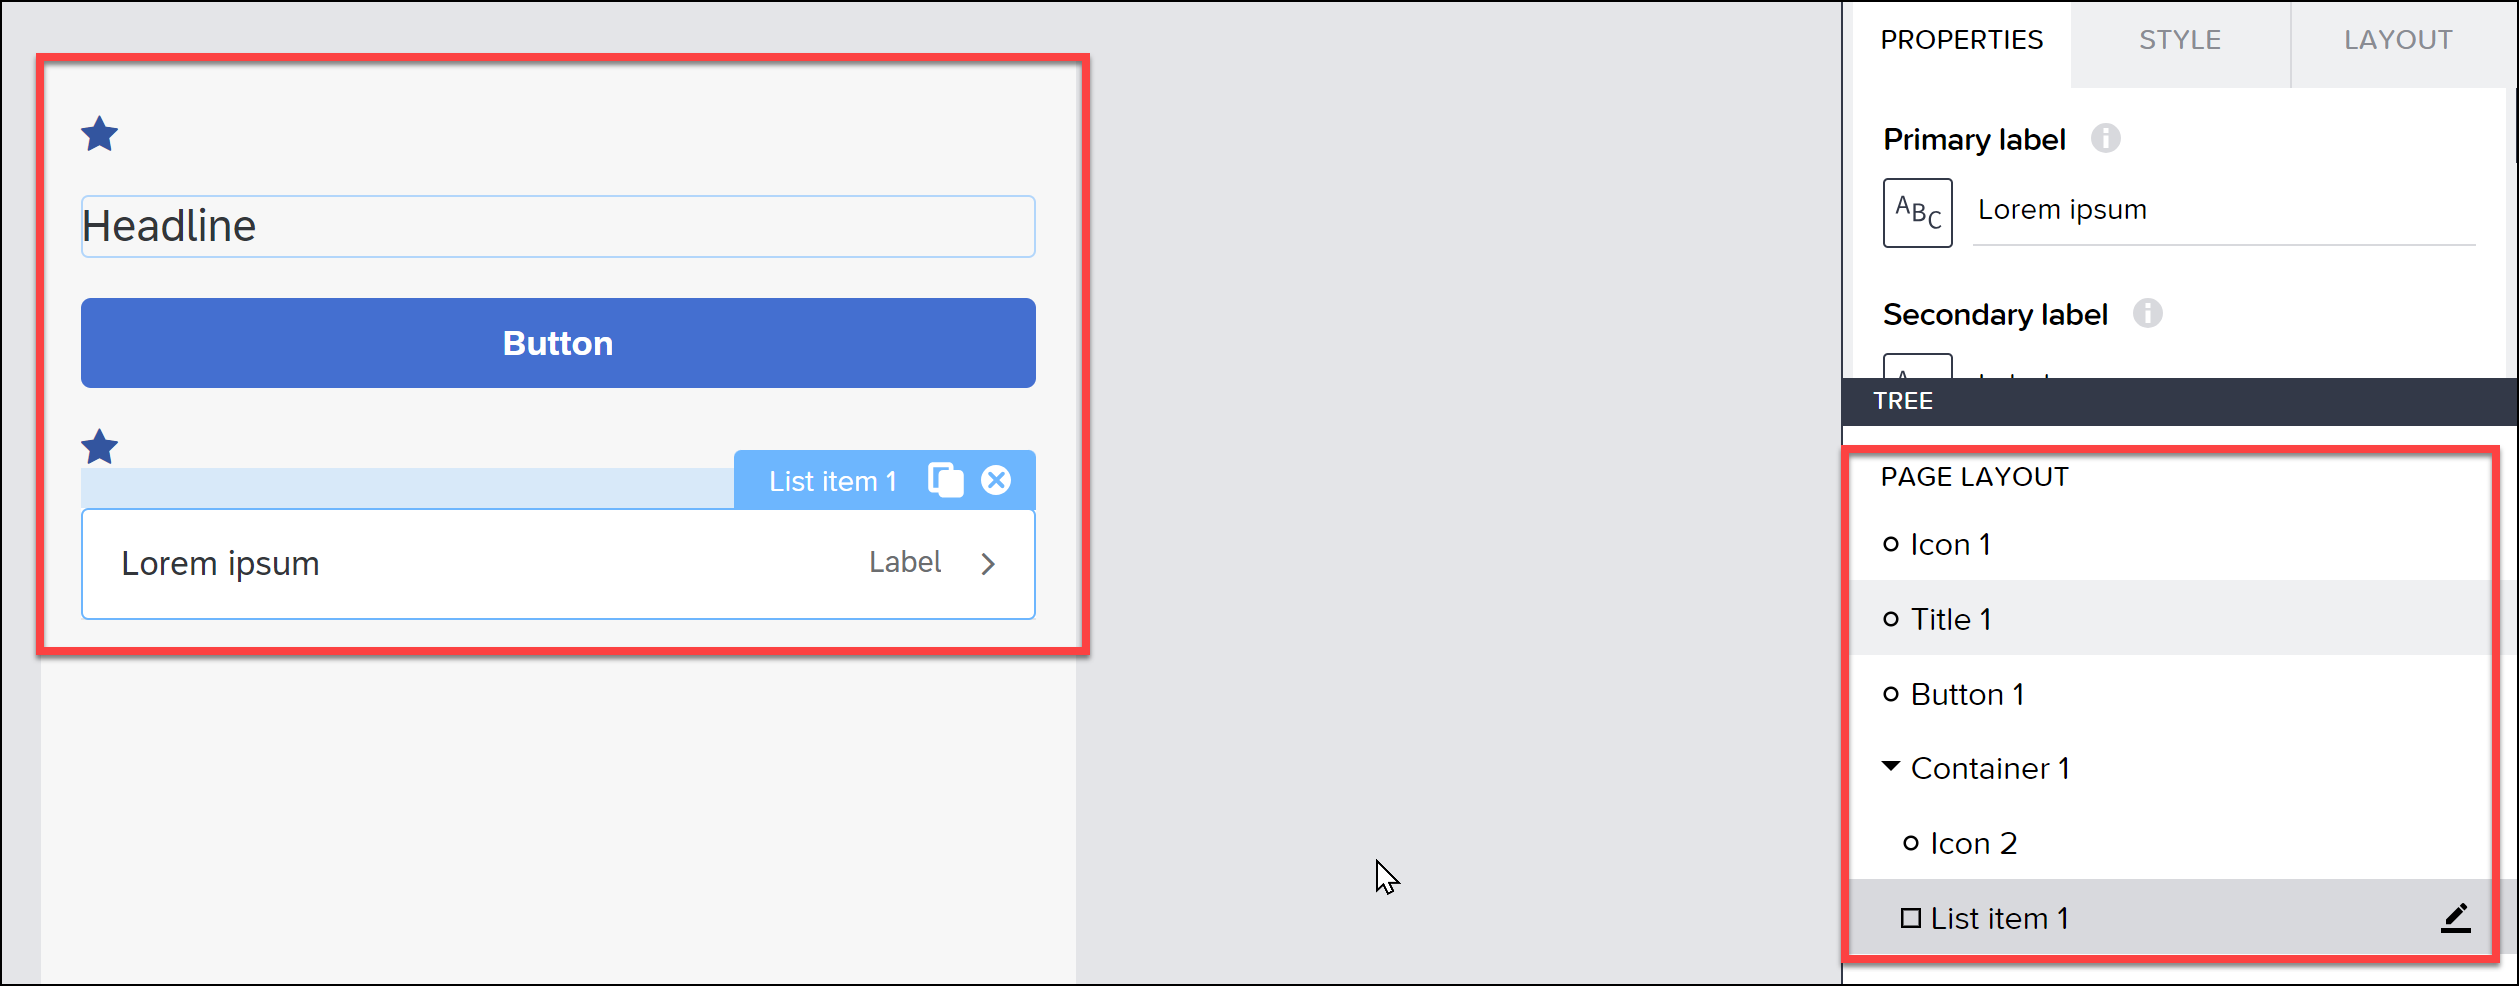 Headline
Button
List item 1
Lorem ipsum
Label
PROPERTIES
STYLE
LAYOUT
Primary label
ABC
Lorem ipsum
Secondary label
TREE
PAGE LAYOUT
Icon 1
Title 1
Button 1
Container 1
Icon 2
List item 1